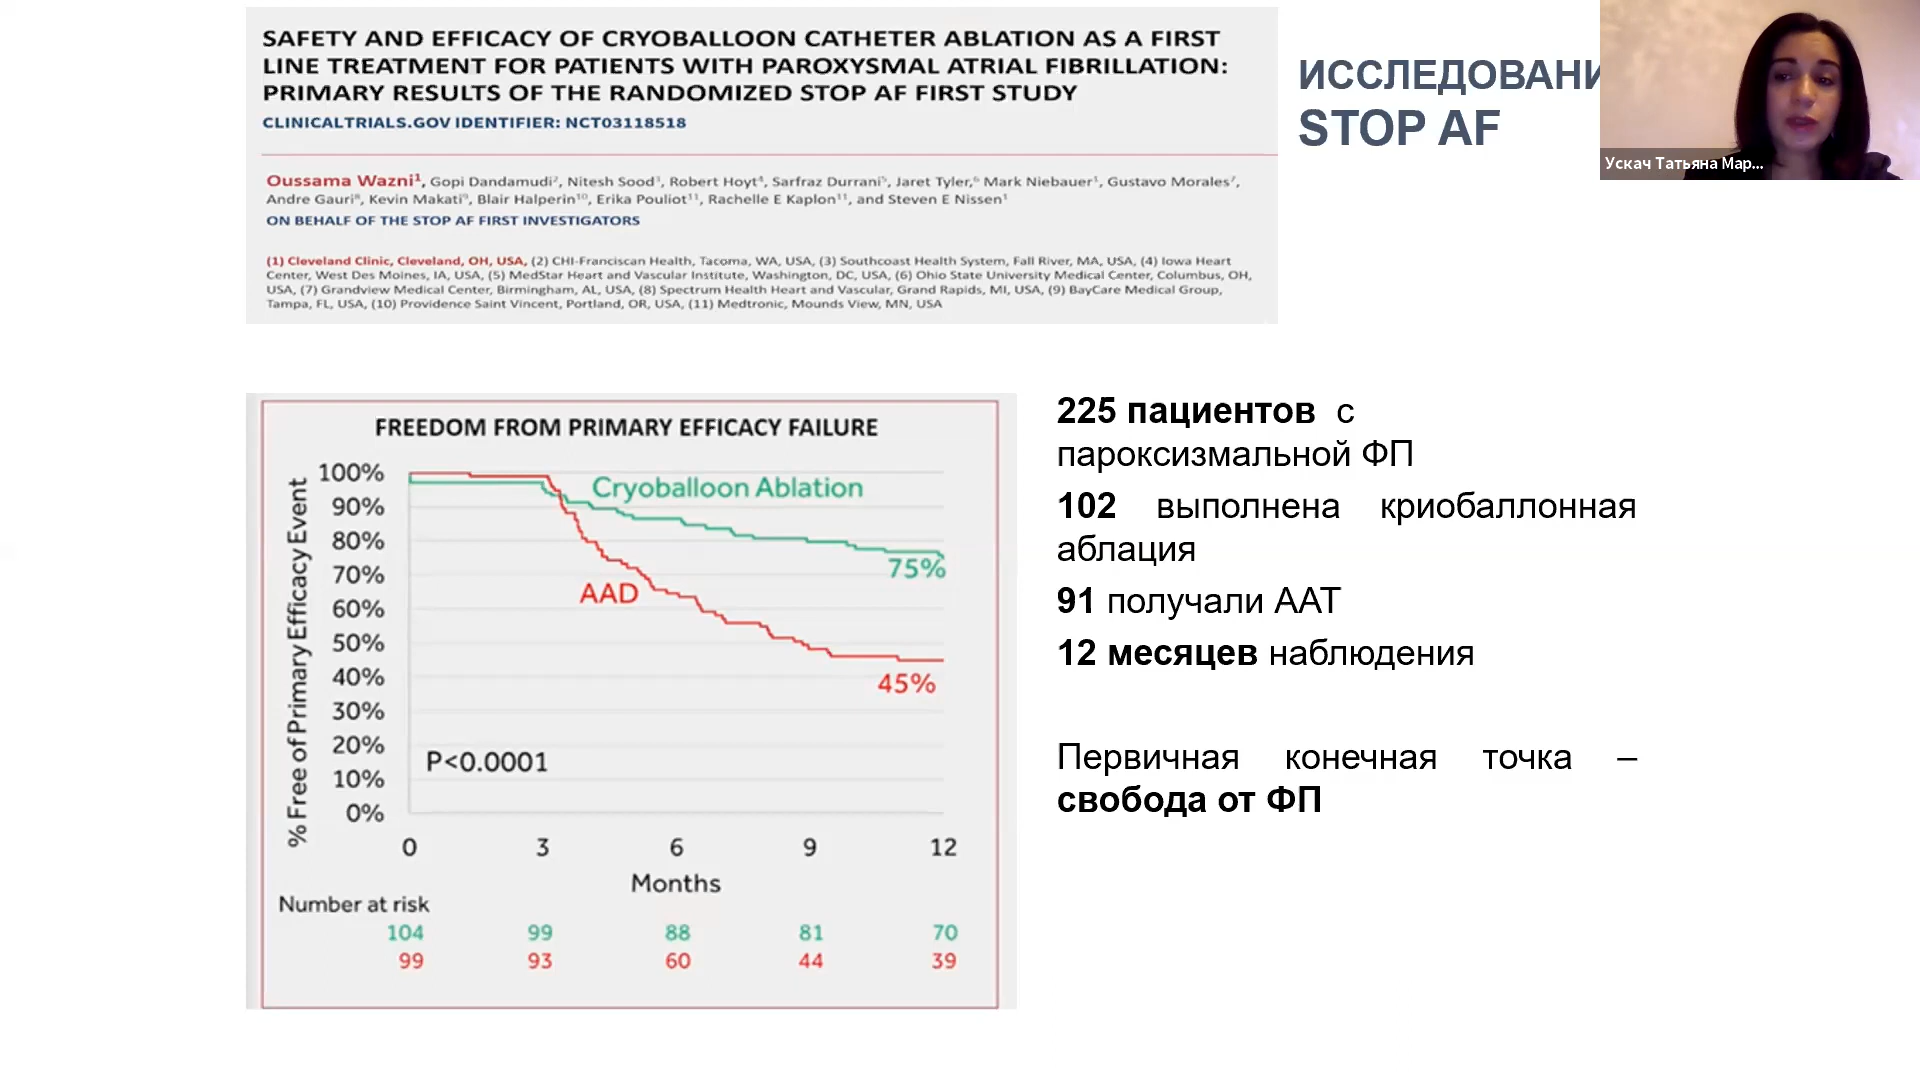 SAFETY AND EFFICACY OF CRYOBALLOON CATHETER ABLATION AS A FIRST
LINE TREATMENT FOR PATIENTS WITH PAROXYSMAL ATRIAL FIBRILLATION:
PRIMARY RESULTS OF THE RANDOMIZED STOP AF FIRST STUDY
CLINICALTRIALS.GOV IDENTIFIER: NCT03118518
Oussama Wazni¹, Gopi Dandamudi², Nitesh Sood³, Robert Hoyt⁴, Sarfraz Durrani⁵, Jaret Tyler,⁶ Mark Niebauer¹, Gustavo Morales⁷,
Andre Gauri⁸, Kevin Makati⁹, Blair Halperin¹⁰, Erika Pouliot¹¹, Rachelle E Kaplon¹¹, and Steven E Nissen¹
ON BEHALF OF THE STOP AF FIRST INVESTIGATORS
(1) Cleveland Clinic, Cleveland, OH, USA, (2) CHI-Franciscan Health, Tacoma, WA, USA, (3) Southcoast Health System, Fall River, MA, USA, (4) Iowa Heart
Center, West Des Moines, IA, USA, (5) MedStar Heart and Vascular Institute, Washington, DC, USA, (6) Ohio State University Medical Center, Columbus, OH,
USA, (7) Grandview Medical Center, Birmingham, AL, USA, (8) Spectrum Health Heart and Vascular, Grand Rapids, MI, USA, (9) BayCare Medical Group,
Tampa, FL, USA, (10) Providence Saint Vincent, Portland, OR, USA, (11) Medtronic, Mounds View, MN, USA
ИССЛЕДОВАНИ
STOP AF
Ускач Татьяна Мар...
FREEDOM FROM PRIMARY EFFICACY FAILURE
% Free of Primary Efficacy Event
100%
90%
80%
70%
60%
50%
40%
30%
20%
10%
0%
Cryoballoon Ablation
75%
AAD
45%
P<0.0001
0 3 6 9 12
Months
Number at risk
104 99 88 81 70
99 93 60 44 39
225 пациентов с
пароксизмальной ФП
102 выполнена криобаллонная
аблация
91 получали ААТ
12 месяцев наблюдения
Первичная конечная точка –
свобода от ФП